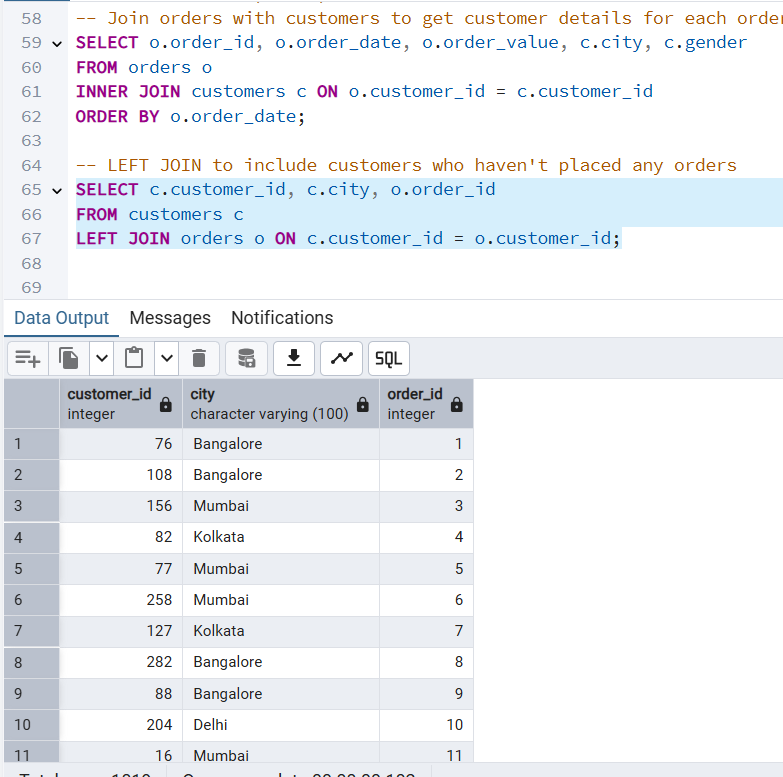 58 -- Join orders with customers to get customer details for each order
59 SELECT o.order_id, o.order_date, o.order_value, c.city, c.gender
60 FROM orders o
61 INNER JOIN customers c ON o.customer_id = c.customer_id
62 ORDER BY o.order_date;
63
64 -- LEFT JOIN to include customers who haven't placed any orders
65 SELECT c.customer_id, c.city, o.order_id
66 FROM customers c
67 LEFT JOIN orders o ON c.customer_id = o.customer_id;
68
69
Data Output Messages Notifications
SQL
customer_id city order_id
integer character varying (100) integer
1 76 Bangalore 1
2 108 Bangalore 2
3 156 Mumbai 3
4 82 Kolkata 4
5 77 Mumbai 5
6 258 Mumbai 6
7 127 Kolkata 7
8 282 Bangalore 8
9 88 Bangalore 9
10 204 Delhi 10
11 16 Mumbai 11